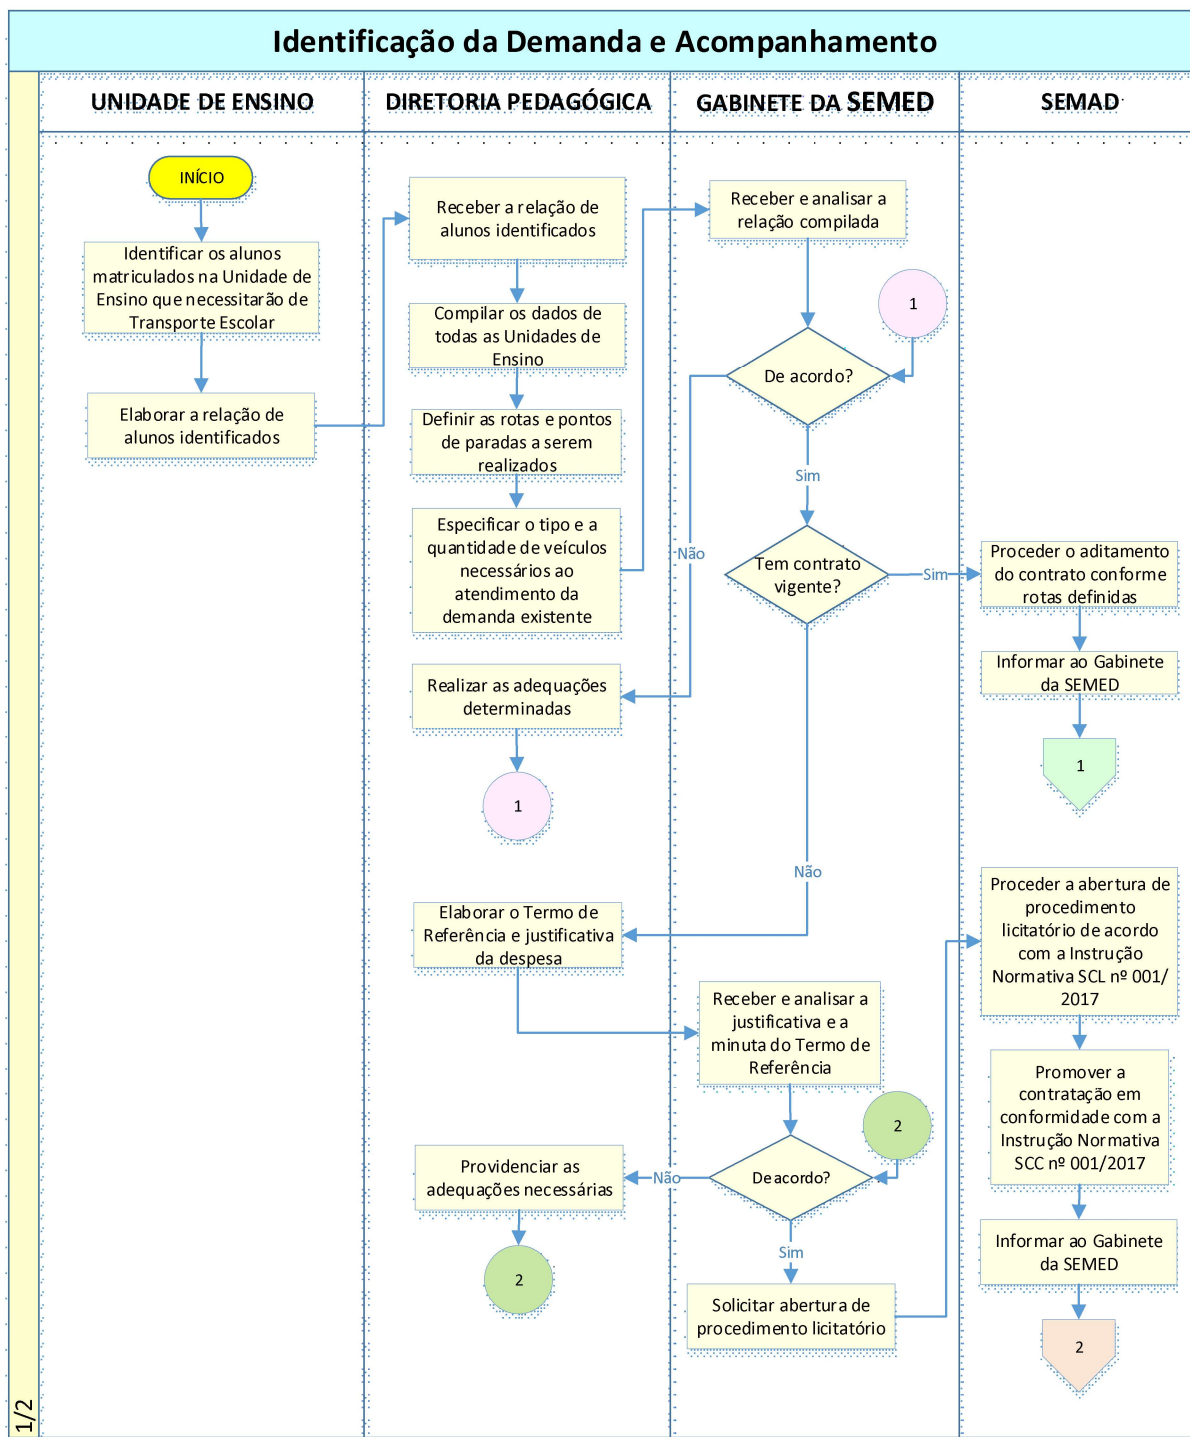 Identificação da Demanda e Acompanhamento
UNIDADE DE ENSINO
DIRETORIA PEDAGÓGICA
GABINETE DA SEMED
SEMAD
INÍCIO
Identificar os alunos
matriculados na Unidade de
Ensino que necessitarão de
Transporte Escolar
Elaborar a relação de
alunos identificados
Receber a relação de
alunos identificados
Compilar os dados de
todas as Unidades de
Ensino
Definir as rotas e pontos
de paradas a serem
realizados
Especificar o tipo e a
quantidade de veículos
necessários ao
atendimento da
demanda existente
Receber e analisar a
relação compilada
1
De acordo?
Sim
Não
Tem contrato
vigente?
Sim
Proceder o aditamento
do contrato conforme
rotas definidas
Informar ao Gabinete
da SEMED
1
Realizar as adequações
determinadas
1
Não
Elaborar o Termo de
Referência e justificativa
da despesa
Receber e analisar a
justificativa e a
minuta do Termo de
Referência
2
De acordo?
Não
Providenciar as
adequações necessárias
2
Sim
Solicitar abertura de
procedimento licitatório
Proceder a abertura de
procedimento
licitatório de acordo
com a Instrução
Normativa SCL nº 001/
2017
Promover a
contratação em
conformidade com a
Instrução Normativa
SCC nº 001/2017
Informar ao Gabinete
da SEMED
2
1/2